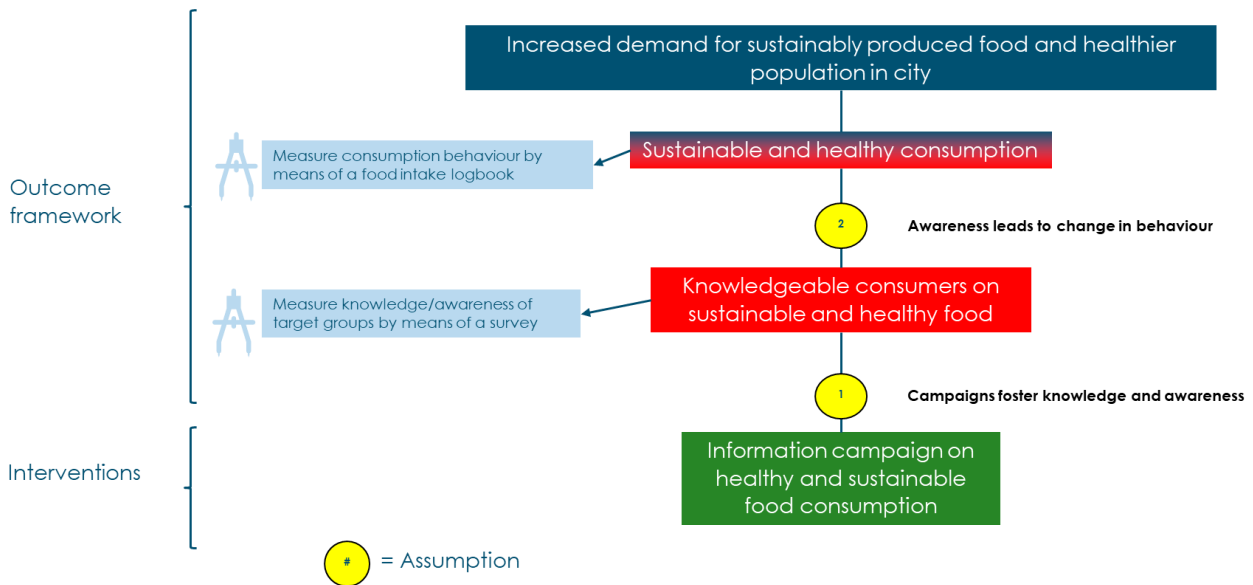 Increased demand for sustainably produced food and healthier
population in city
Sustainable and healthy consumption
Measure consumption behaviour by
means of a food intake logbook
Outcome
framework
2
Awareness leads to change in behaviour
Knowledgeable consumers on
sustainable and healthy food
Measure knowledge/awareness of
target groups by means of a survey
1
Campaigns foster knowledge and awareness
Interventions
Information campaign on
healthy and sustainable
food consumption
# = Assumption